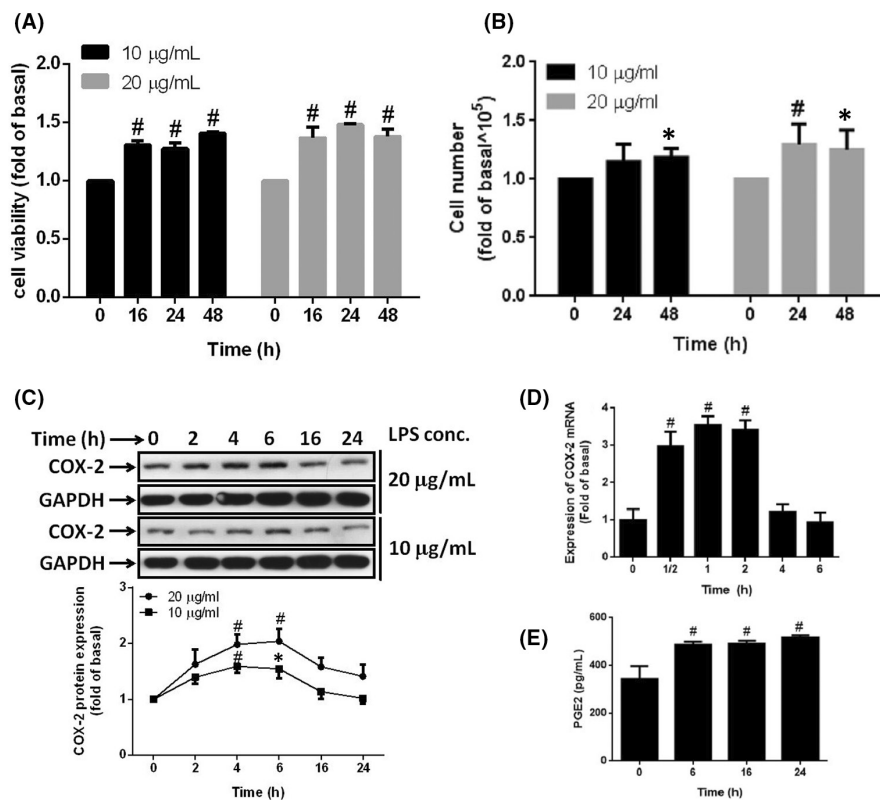 (A)
10 μg/mL
20 μg/mL
cell viability (fold of basal)
2.0
1.5
1.0
0.5
0.0
# # # # # #
0 16 24 48 0 16 24 48
Time (h)
(B)
10 μg/ml
20 μg/ml
Cell number
(fold of basal^10⁵)
2.0
1.5
1.0
0.5
0.0
* # *
0 24 48 0 24 48
Time (h)
(C)
Time (h) → 0 2 4 6 16 24 LPS conc.
COX-2 →
GAPDH →
20 μg/mL
COX-2 →
GAPDH →
10 μg/mL
20 μg/ml
10 μg/ml
COX-2 protein expression
(fold of basal)
3
2
1
0
# #
# *
0 2 4 6 16 24
Time (h)
(D)
Expression of COX-2 mRNA
(Fold of basal)
4
3
2
1
0
# # #
0 1/2 1 2 4 6
Time (h)
(E)
PGE2 (pg/mL)
600
400
200
0
# # #
0 6 16 24
Time (h)